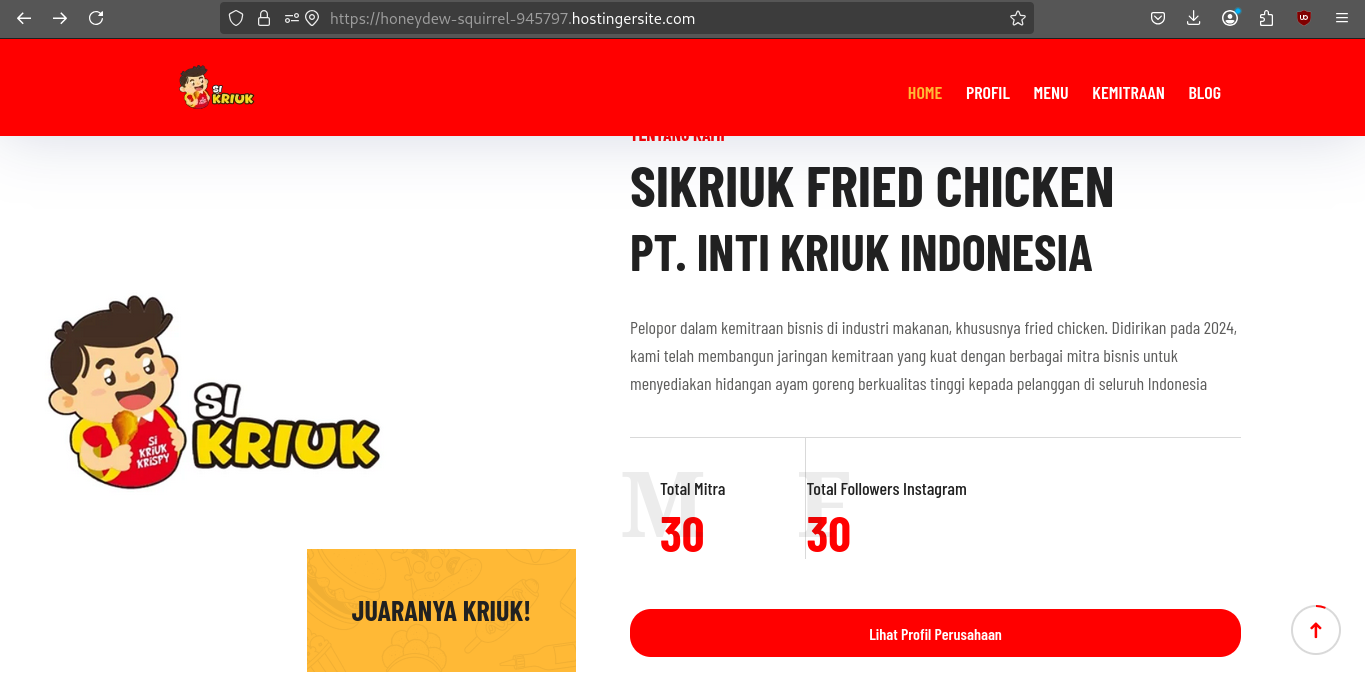 https://honeydew-squirrel-945797.hostingersite.com
SI
KRIUK
HOME PROFIL MENU KEMITRAAN BLOG
TENTANG KAMI
SIKRIUK FRIED CHICKEN
PT. INTI KRIUK INDONESIA
Pelopor dalam kemitraan bisnis di industri makanan, khususnya fried chicken. Didirikan pada 2024,
kami telah membangun jaringan kemitraan yang kuat dengan berbagai mitra bisnis untuk
menyediakan hidangan ayam goreng berkualitas tinggi kepada pelanggan di seluruh Indonesia
SI
KRIUK
SI
KRIUK
KRISPY
M
Total Mitra
30
F
Total Followers Instagram
30
JUARANYA KRIUK!
Lihat Profil Perusahaan